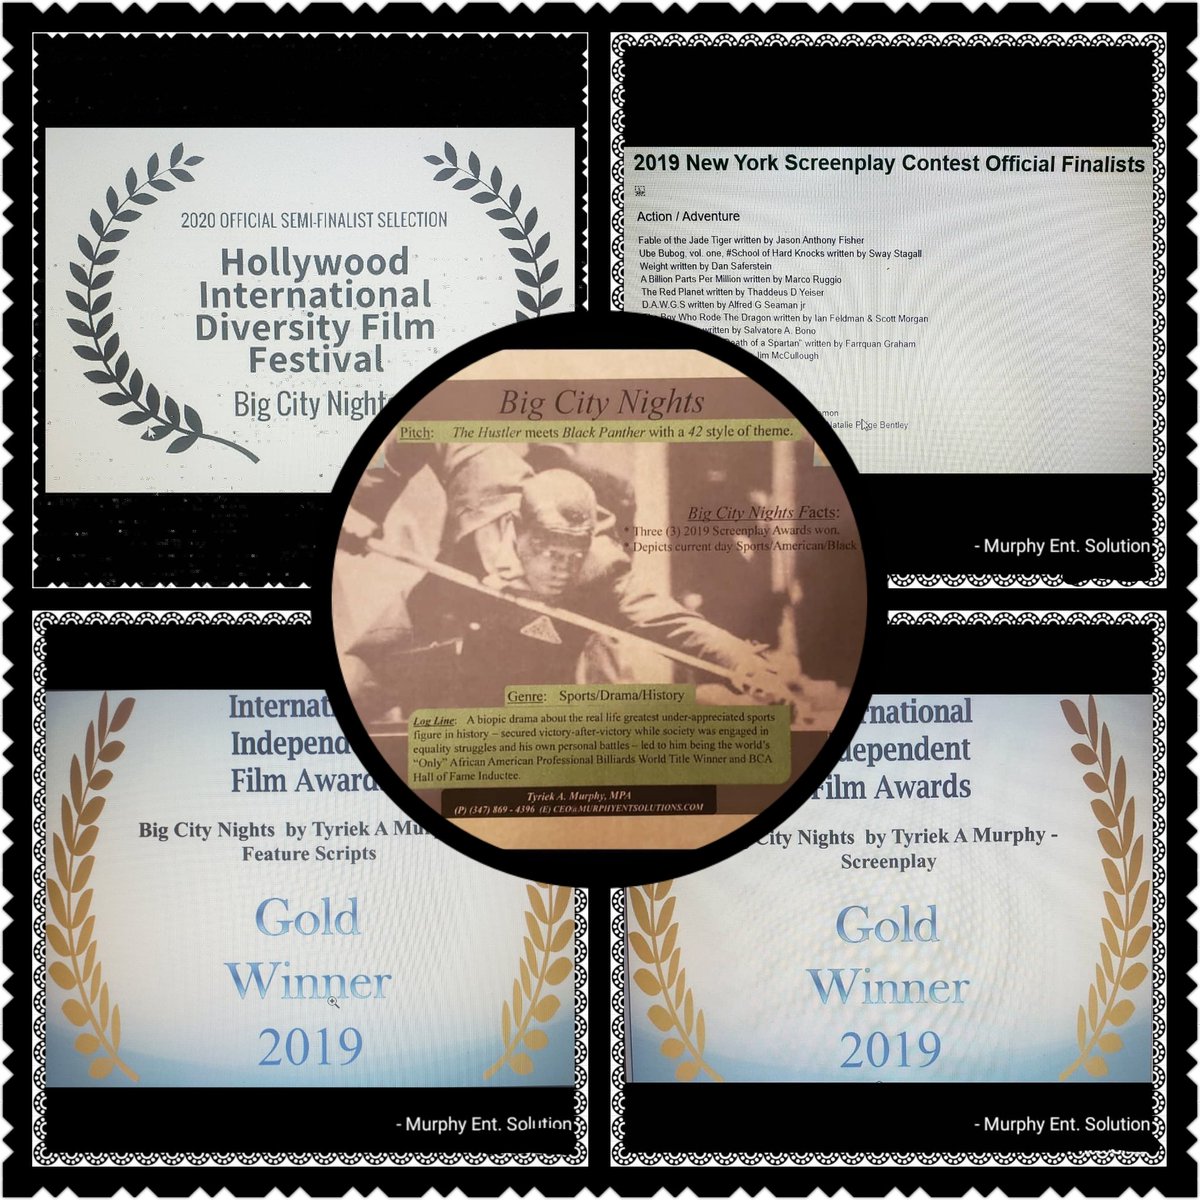 2020 OFFICIAL SEMI-FINALIST SELECTION
Hollywood
International
Diversity Film
Festival
Big City Night
2019 New York Screenplay Contest Official Finalists
Action / Adventure
Fable of the Jade Tiger written by Jason Anthony Fisher
Ube Bubog, vol. one, #School of Hard Knocks written by Sway Stagall
Weight written by Dan Saferstein
A Billion Parts Per Million written by Marco Ruggio
The Red Planet written by Thaddeus D Yeiser
D.A.W.G.S written by Alfred G Seaman jr
Boy Who Rode The Dragon written by Ian Feldman & Scott Morgan
written by Salvatore A. Bono
Death of a Spartan" written by Farrquan Graham
Jim McCullough
Bentley
- Murphy Ent. Solution
Big City Nights
Pitch: The Hustler meets Black Panther with a 42 style of theme.
Big City Nights Facts:
* Three (3) 2019 Screenplay Awards won.
* Depicts current day Sports/American/Black
Genre: Sports/Drama/History
Log Line: A biopic drama about the real life greatest under-appreciated sports
figure in history – secured victory-after-victory while society was engaged in
equality struggles and his own personal battles – led to him being the world's
"Only" African American Professional Billiards World Title Winner and BCA
Hall of Fame Inductee.
Tyriek A. Murphy, MPA
(P) (347) 869 - 4396 (E) CEO@MURPHYENTSOLUTIONS.COM
Internat
Independ
Film Award
Big City Nights by Tyriek A Mu
Feature Scripts
Gold
Winner
2019
- Murphy Ent. Solution
rnational
dependent
Film Awards
City Nights by Tyriek A Murphy -
Screenplay
Gold
Winner
2019
- Murphy Ent. Solution